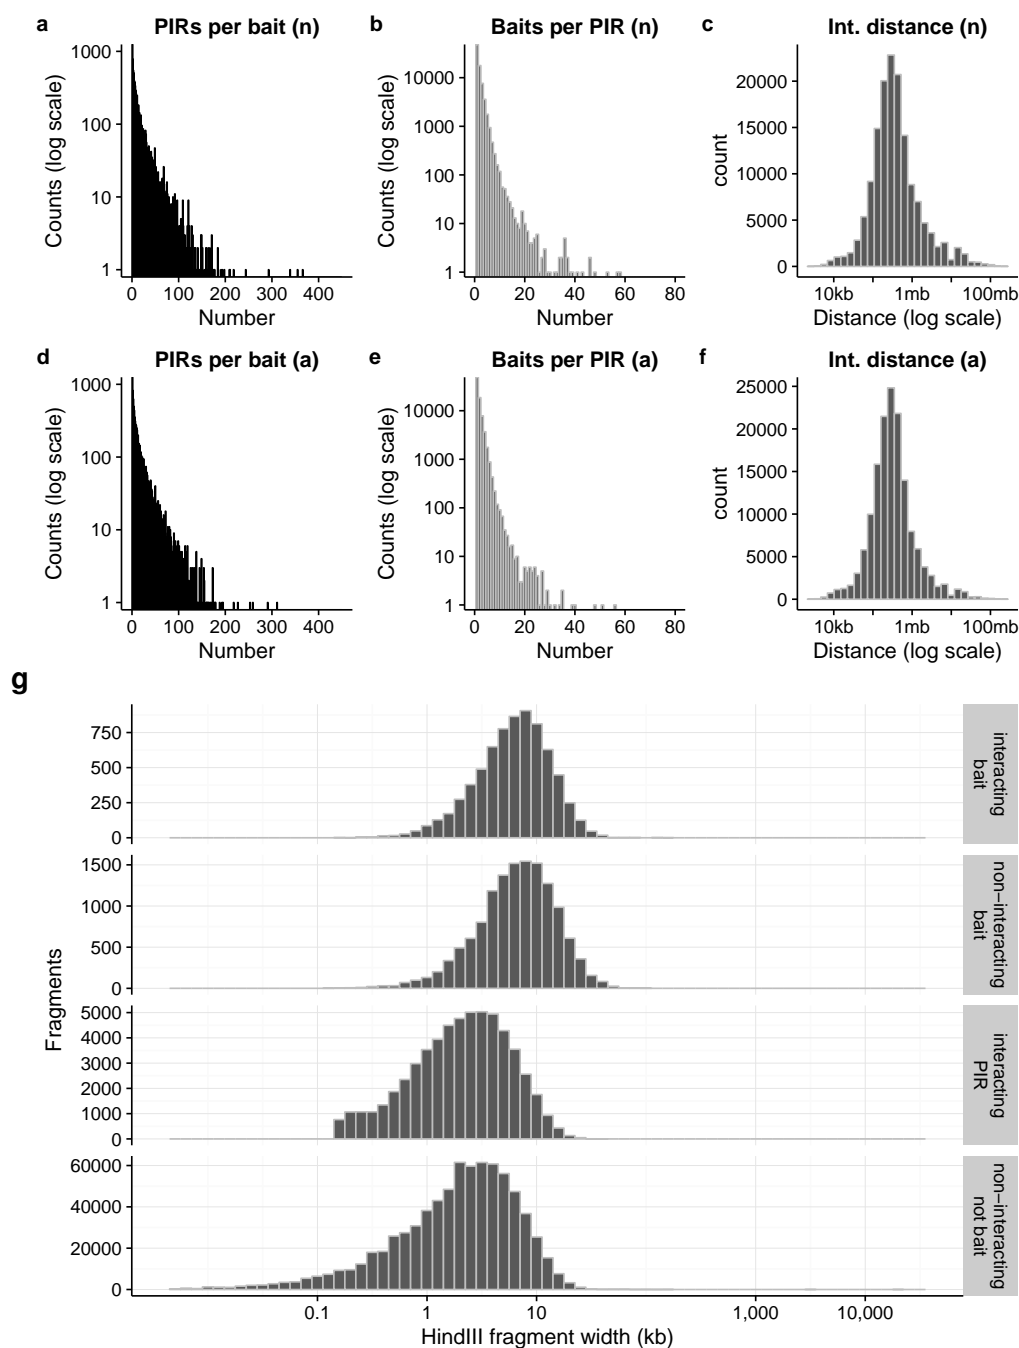 a PIRs per bait (n)
1000
100
10
1
Counts (log scale)
0 100 200 300 400
Number
b Baits per PIR (n)
10000
1000
100
10
1
Counts (log scale)
0 20 40 60 80
Number
c Int. distance (n)
20000
15000
10000
5000
0
count
10kb 1mb 100mb
Distance (log scale)
d PIRs per bait (a)
1000
100
10
1
Counts (log scale)
0 100 200 300 400
Number
e Baits per PIR (a)
10000
1000
100
10
1
Counts (log scale)
0 20 40 60 80
Number
f Int. distance (a)
25000
20000
15000
10000
5000
0
count
10kb 1mb 100mb
Distance (log scale)
g
Fragments
750
500
250
0
interacting
bait
1500
1000
500
0
non−interacting
bait
5000
4000
3000
2000
1000
0
interacting
PIR
60000
40000
20000
0
non−interacting
not bait
0.1 1 10 1,000 10,000
HindIII fragment width (kb)